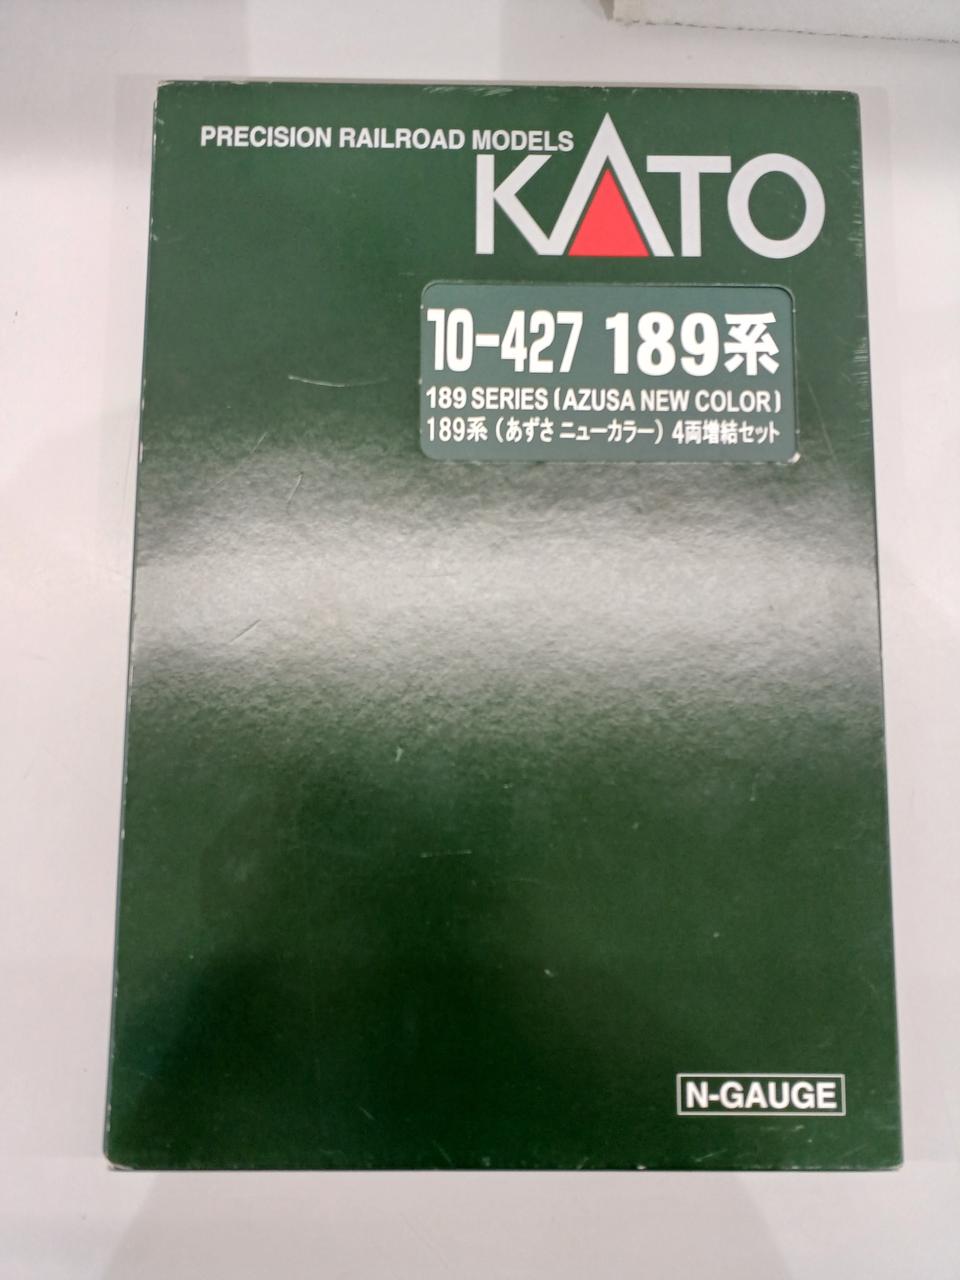 PRECISION RAILROAD MODELS
KATO
10-427 189系
189 SERIES (AZUSA NEW COLOR)
189系 (あずさ ニューカラー) 4両増結セット
N-GAUGE